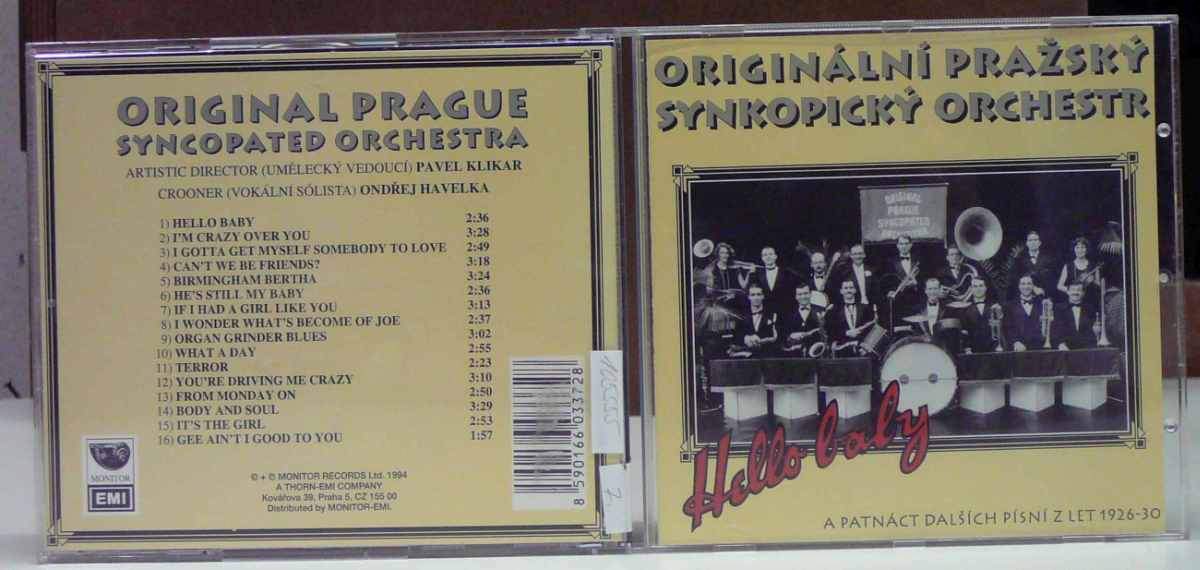 ORIGINAL PRAGUE
SYNCOPATED ORCHESTRA
ARTISTIC DIRECTOR (UMĚLECKÝ VEDOUCÍ) PAVEL KLIKAR
CROONER (VOKÁLNÍ SÓLISTA) ONDŘEJ HAVELKA
1) HELLO BABY 2:36
2) I'M CRAZY OVER YOU 3:28
3) I GOTTA GET MYSELF SOMEBODY TO LOVE 2:49
4) CAN'T WE BE FRIENDS? 3:18
5) BIRMINGHAM BERTHA 3:24
6) HE'S STILL MY BABY 2:36
7) IF I HAD A GIRL LIKE YOU 3:13
8) I WONDER WHAT'S BECOME OF JOE 2:37
9) ORGAN GRINDER BLUES 3:02
10) WHAT A DAY 2:55
11) TERROR 2:23
12) YOU'RE DRIVING ME CRAZY 3:10
13) FROM MONDAY ON 2:50
14) BODY AND SOUL 3:29
15) IT'S THE GIRL 2:53
16) GEE AIN'T I GOOD TO YOU 1:57
MONITOR
EMI
© + ℗ MONITOR RECORDS Ltd. 1994
A THORN-EMI COMPANY
Kovářova 39, Praha 5, CZ 155 00
Distributed by MONITOR-EMI.
8 590166 033728
ORIGINÁLNÍ PRAŽSKÝ
SYNKOPICKÝ ORCHESTR
ORIGINAL
PRAGUE
SYNCOPATED
ORCHESTRA
Hello baby
A PATNÁCT DALŠÍCH PÍSNÍ Z LET 1926-30